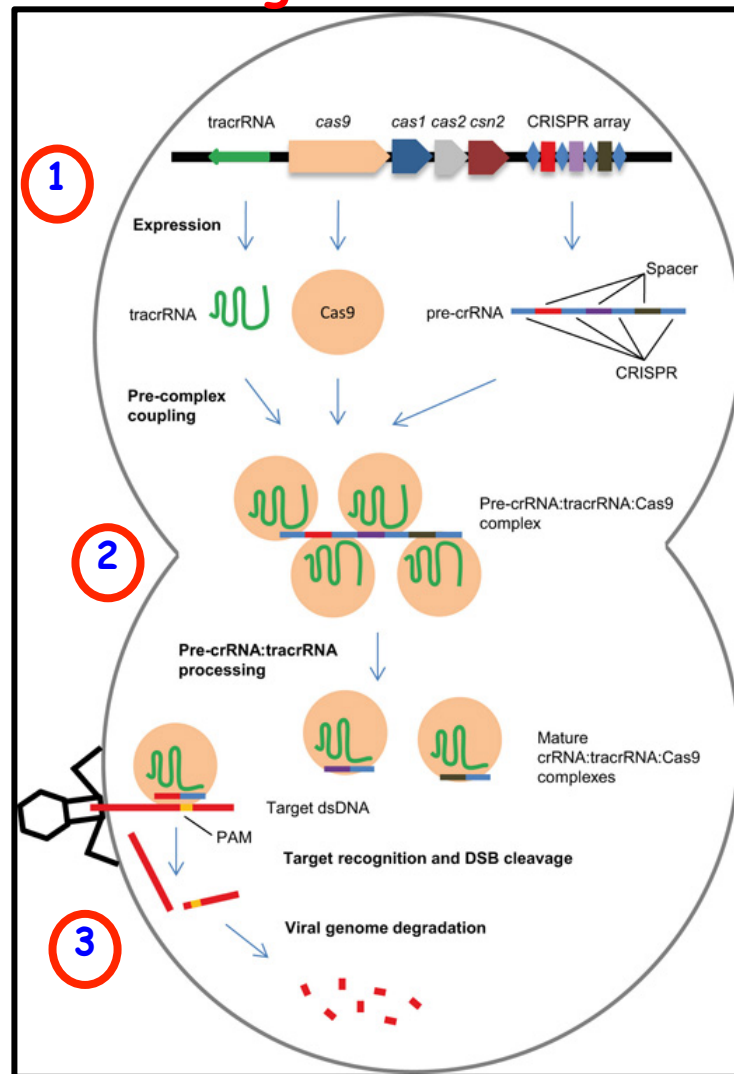 tracrRNA cas9 cas1 cas2 csn2 CRISPR array
1
Expression
Spacer
tracrRNA
Cas9
pre-crRNA
CRISPR
Pre-complex
coupling
Pre-crRNA:tracrRNA:Cas9
complex
2
Pre-crRNA:tracrRNA
processing
Mature
crRNA:tracrRNA:Cas9
complexes
Target dsDNA
PAM
Target recognition and DSB cleavage
Viral genome degradation
3